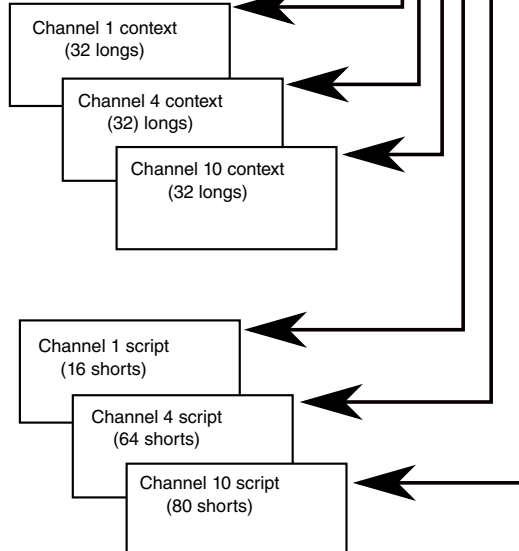 Channel 1 context
(32 longs)
Channel 4 context
(32) longs)
Channel 10 context
(32 longs)
Channel 1 script
(16 shorts)
Channel 4 script
(64 shorts)
Channel 10 script
(80 shorts)